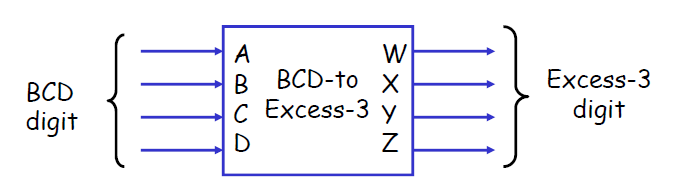 BCD
digit
A
B
C
D
BCD-to
Excess-3
W
X
Y
Z
Excess-3
digit